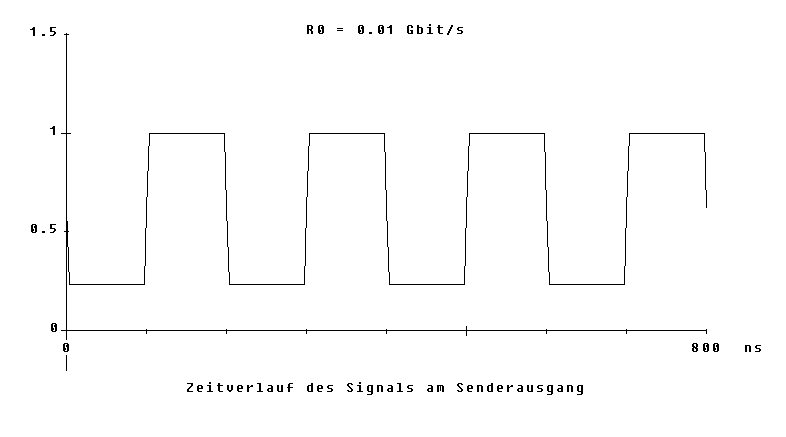 R0 = 0.01 Gbit/s
1.5
1
0.5
0
0
800 ns
Zeitverlauf des Signals am Senderausgang